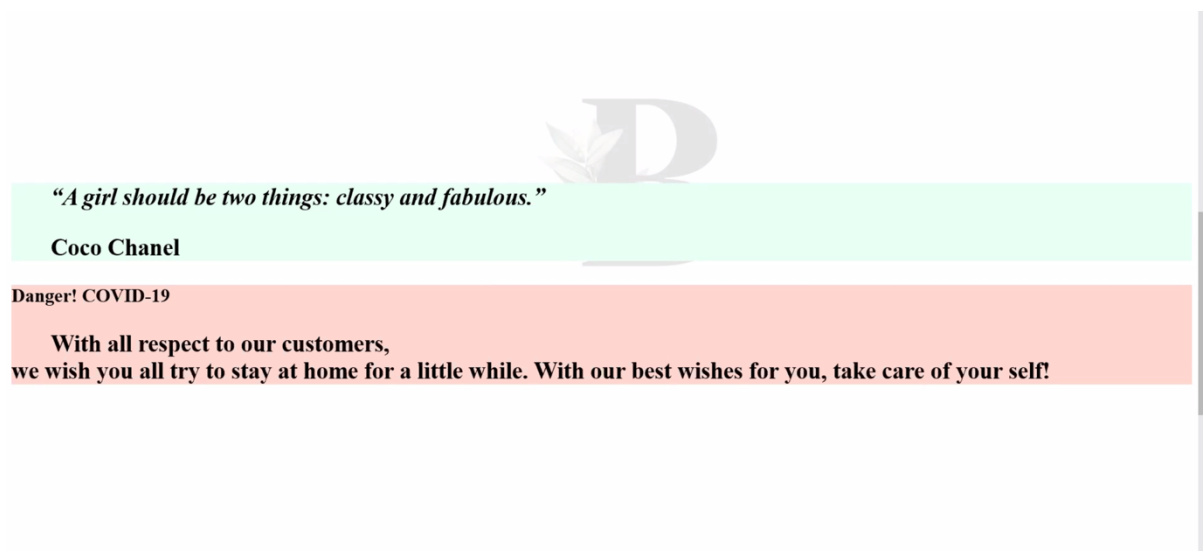 B
“A girl should be two things: classy and fabulous.”
Coco Chanel
Danger! COVID-19
With all respect to our customers,
we wish you all try to stay at home for a little while. With our best wishes for you, take care of your self!